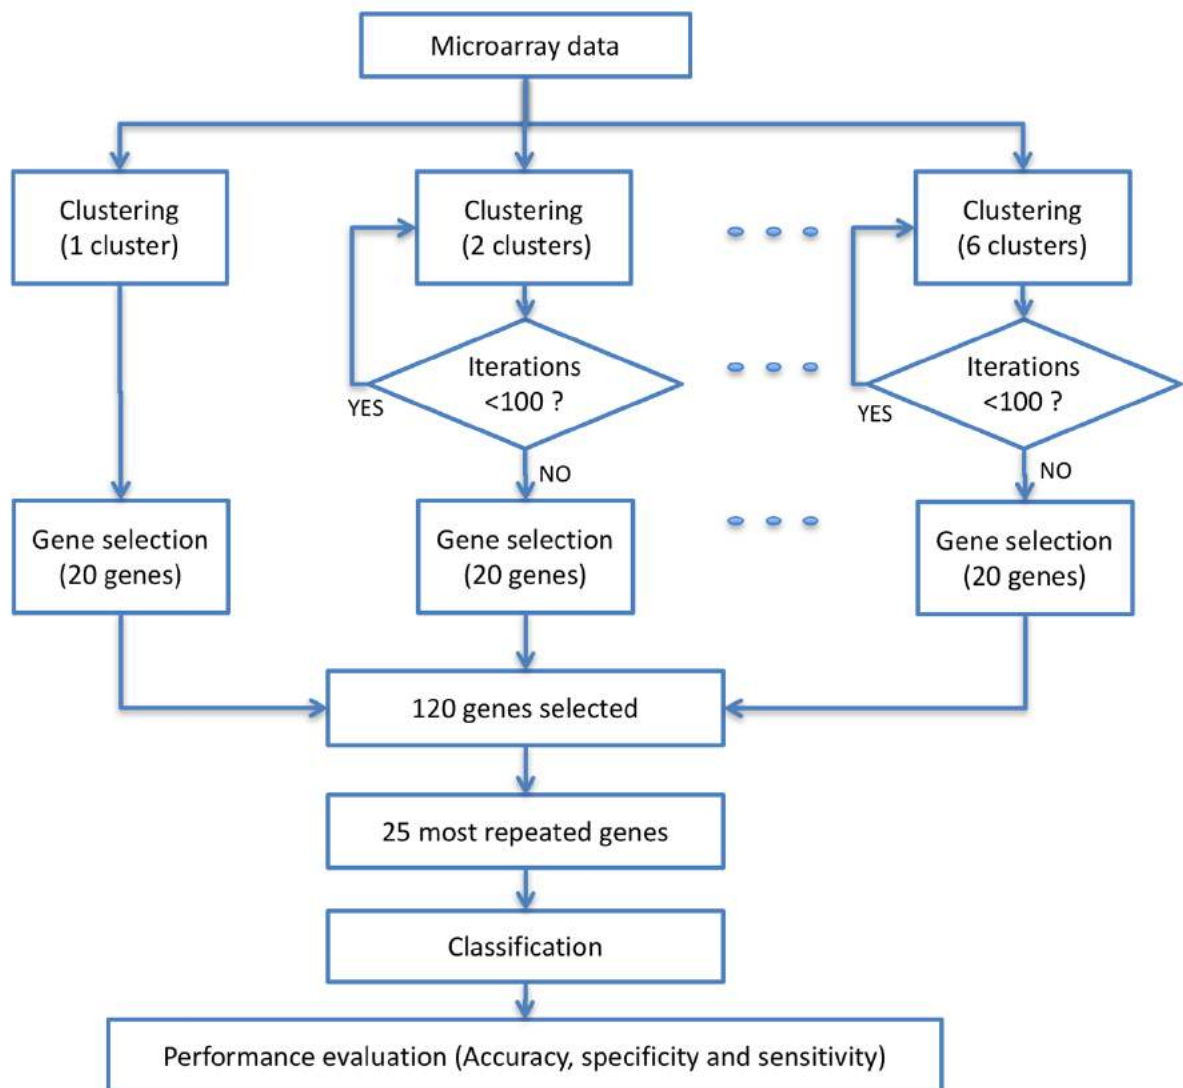 Microarray data
Clustering
(1 cluster)
Clustering
(2 clusters)
Clustering
(6 clusters)
Iterations
<100 ?
YES
NO
Iterations
<100 ?
YES
NO
Gene selection
(20 genes)
Gene selection
(20 genes)
Gene selection
(20 genes)
120 genes selected
25 most repeated genes
Classification
Performance evaluation (Accuracy, specificity and sensitivity)